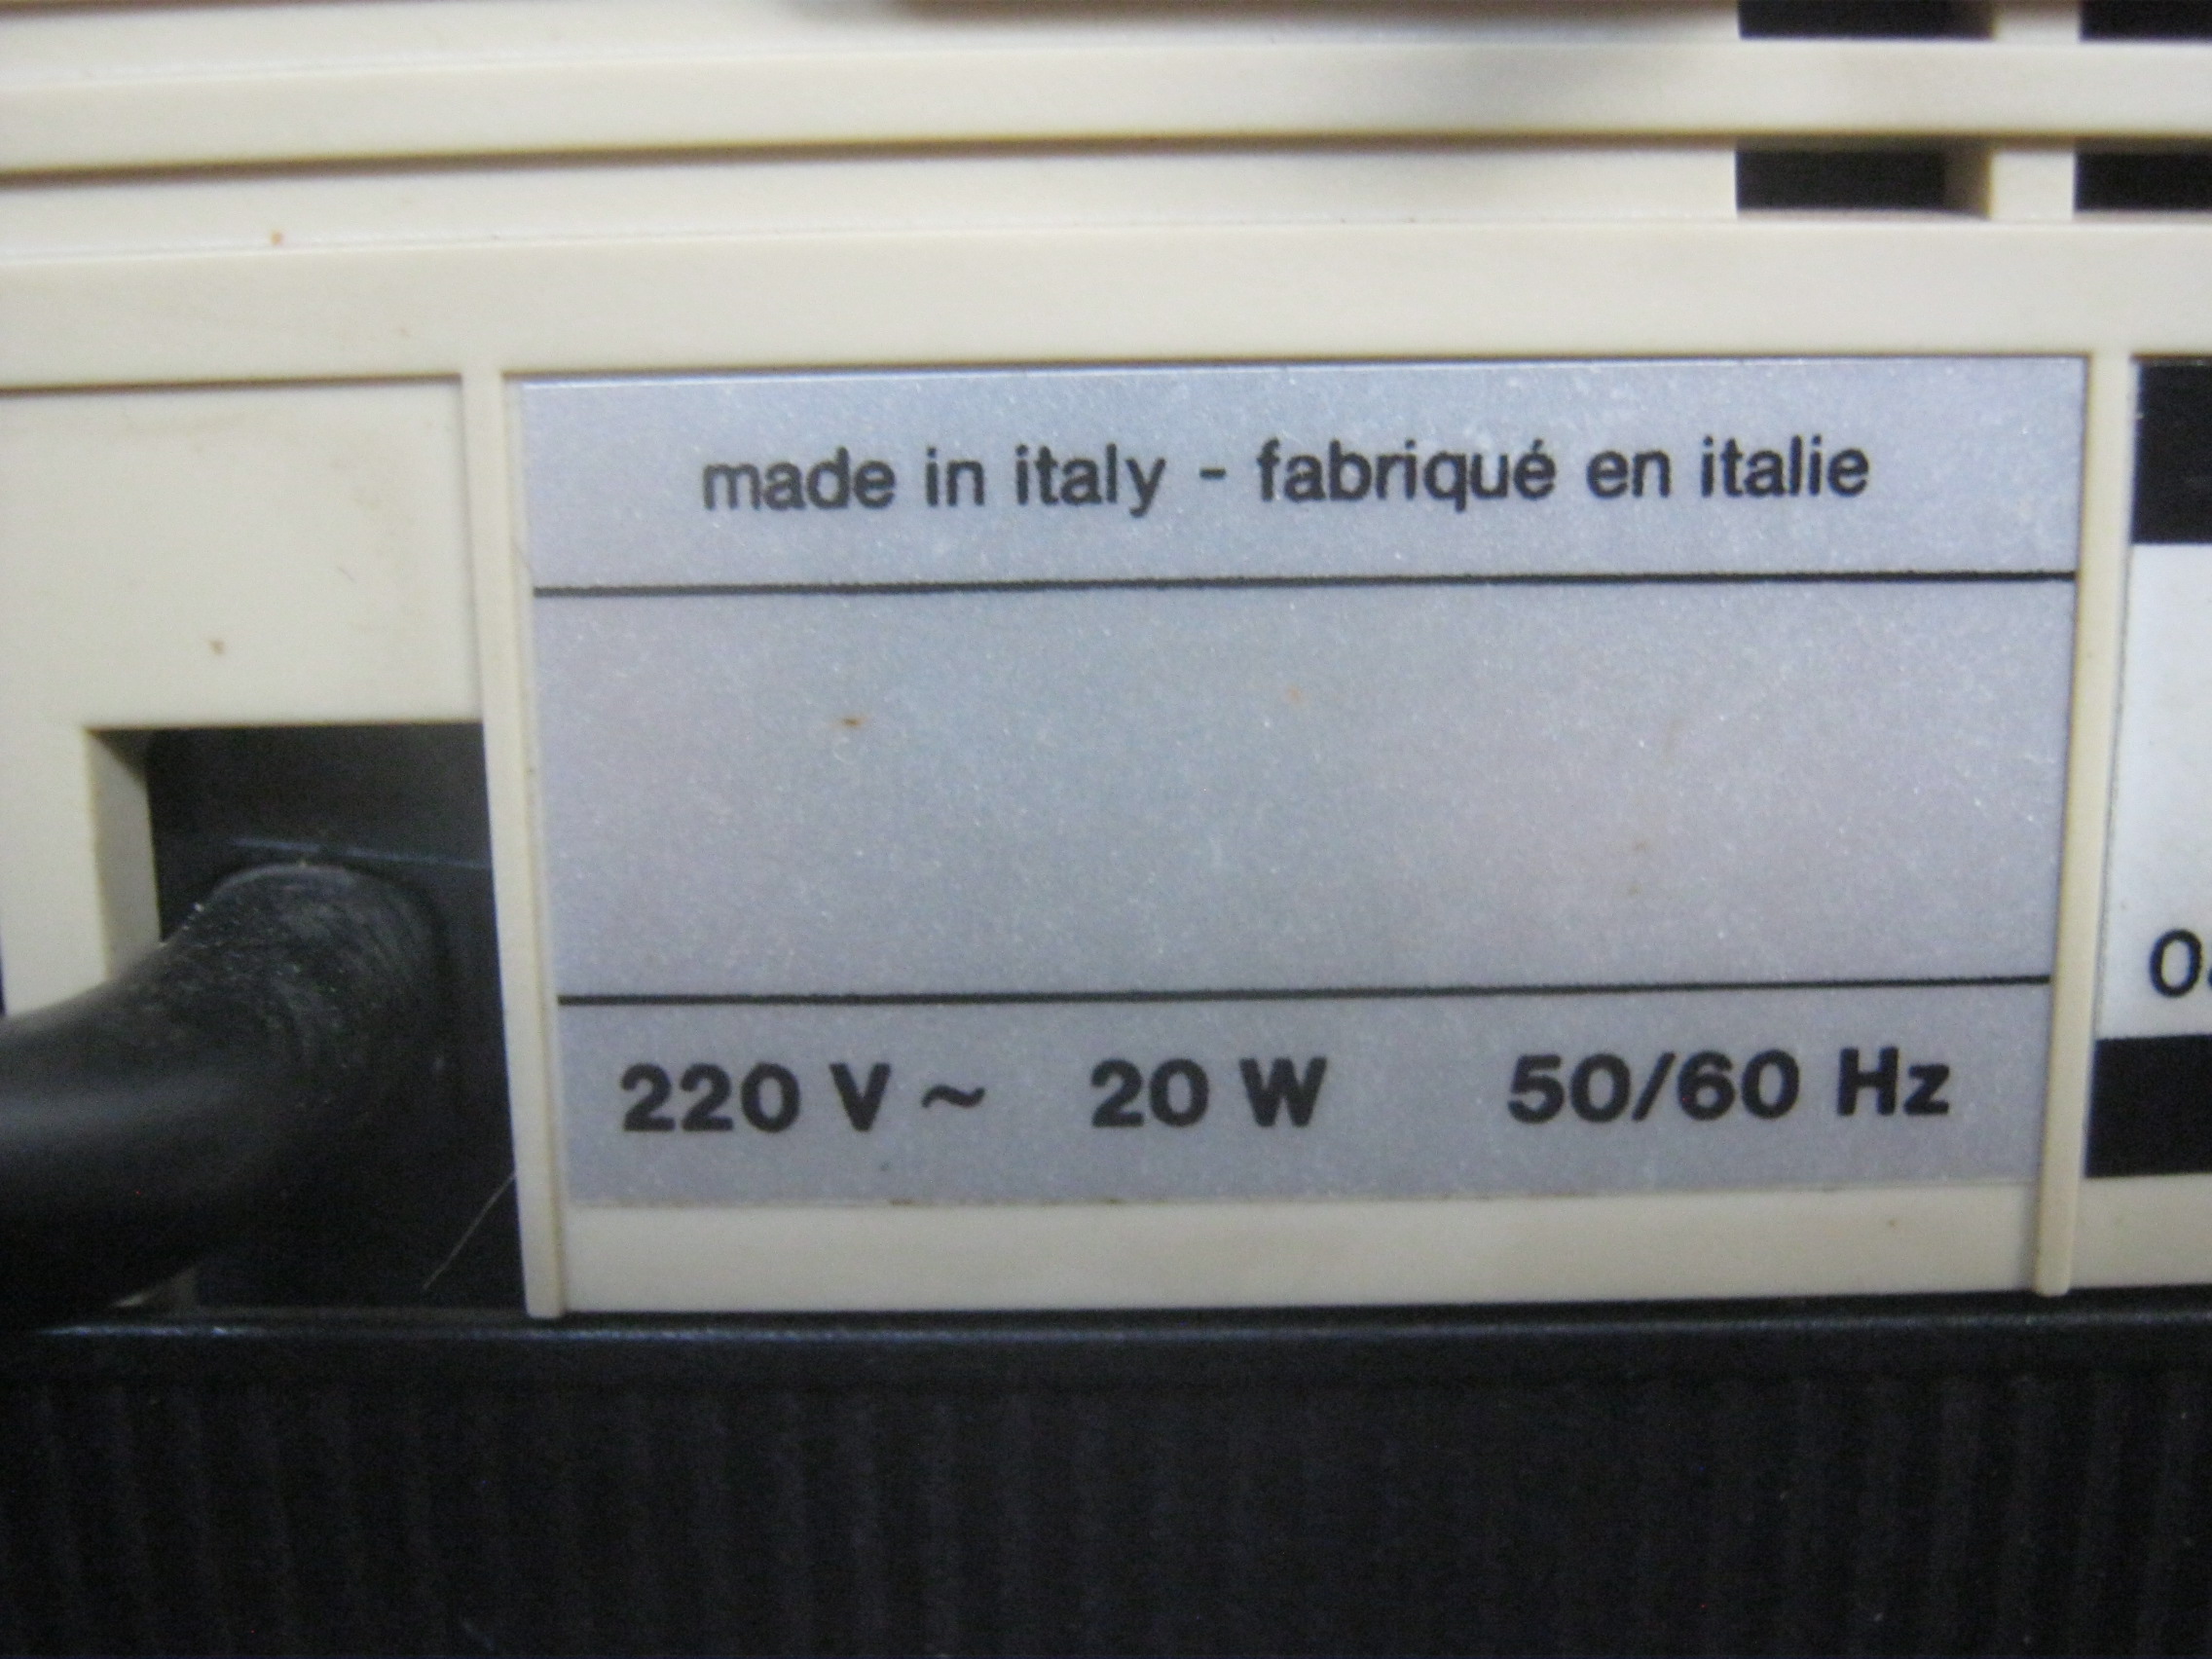 made in italy - fabriqué en italie
220 V ~ 20 W 50/60 Hz